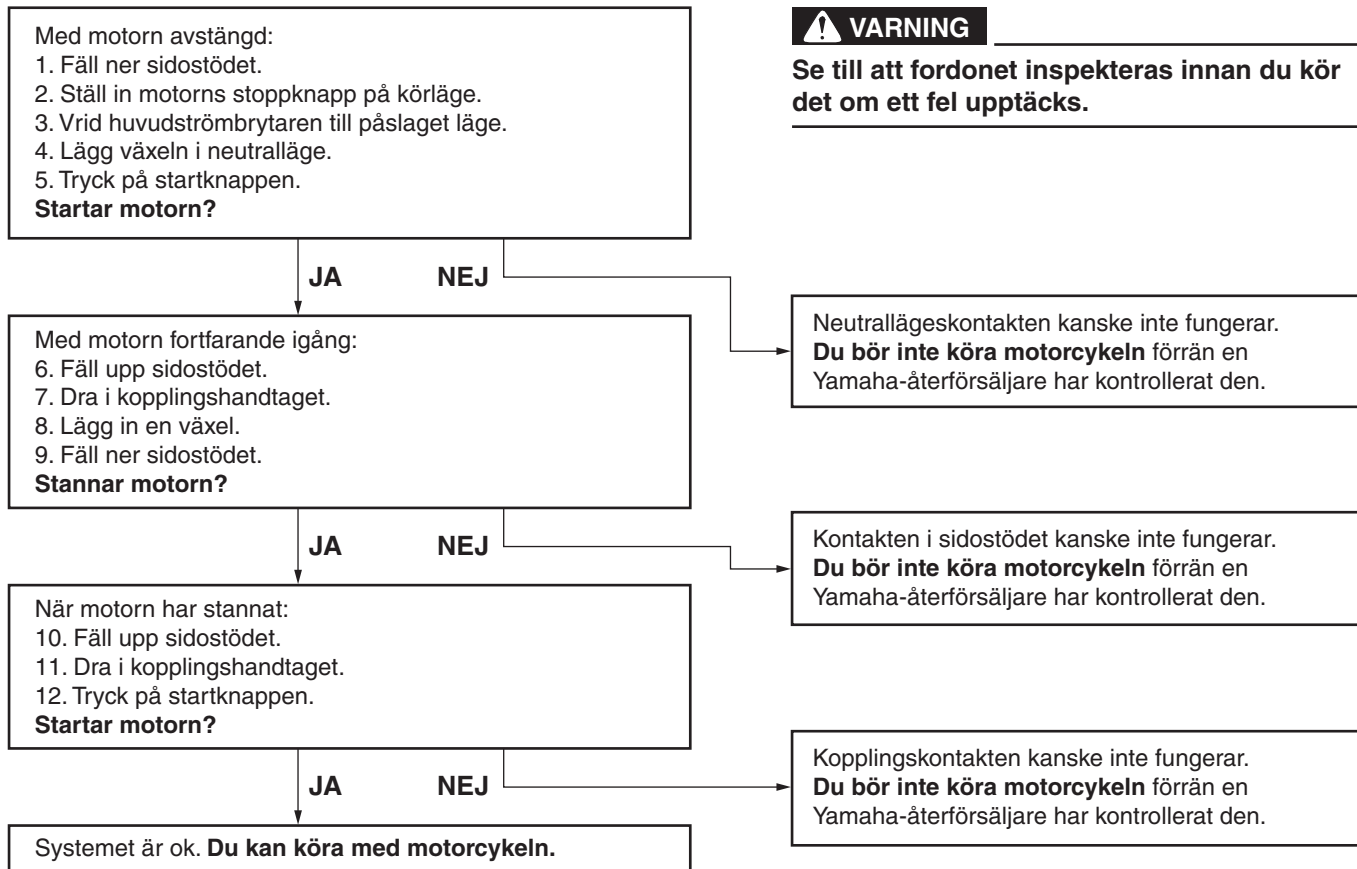 Med motorn avstängd:
1. Fäll ner sidostödet.
2. Ställ in motorns stoppknapp på körläge.
3. Vrid huvudströmbrytaren till påslaget läge.
4. Lägg växeln i neutralläge.
5. Tryck på startknappen.
Startar motorn?
VARNING
Se till att fordonet inspekteras innan du kör
det om ett fel upptäcks.
JA NEJ
Neutrallägeskontakten kanske inte fungerar.
Du bör inte köra motorcykeln förrän en
Yamaha-återförsäljare har kontrollerat den.
Med motorn fortfarande igång:
6. Fäll upp sidostödet.
7. Dra i kopplingshandtaget.
8. Lägg in en växel.
9. Fäll ner sidostödet.
Stannar motorn?
JA NEJ
Kontakten i sidostödet kanske inte fungerar.
Du bör inte köra motorcykeln förrän en
Yamaha-återförsäljare har kontrollerat den.
När motorn har stannat:
10. Fäll upp sidostödet.
11. Dra i kopplingshandtaget.
12. Tryck på startknappen.
Startar motorn?
JA NEJ
Kopplingskontakten kanske inte fungerar.
Du bör inte köra motorcykeln förrän en
Yamaha-återförsäljare har kontrollerat den.
Systemet är ok. Du kan köra med motorcykeln.